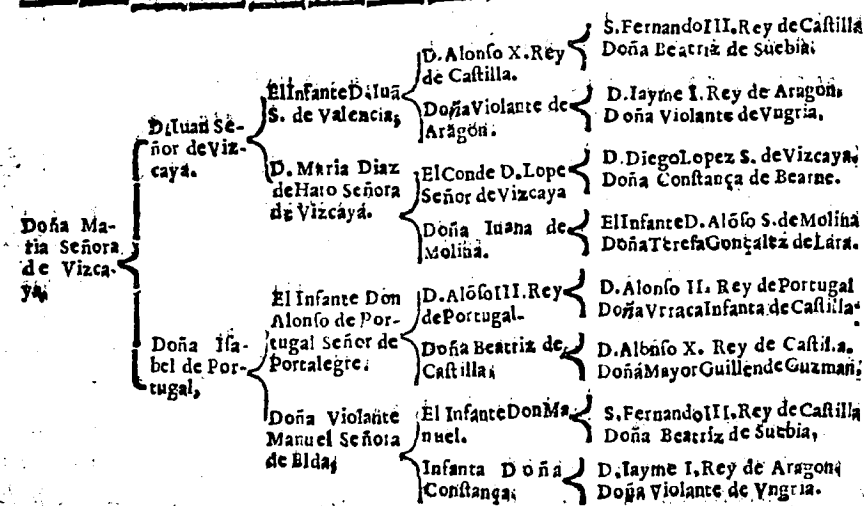 Doña Ma-
ria Señora
de Vizca-
ya,
D. Iuan Se-
ñor de Viz-
caya.
Doña Isa-
bel de Por-
tugal,
El Infante D. Iuã
S. de Valencia,
D. Maria Diaz
de Haro Señora
de Vizcáyá.
El Infante Don
Alonso de Por-
tugal Señor de
Portalegre.
Doña Violante
Manuel Señora
de Elda,
D. Alonso X. Rey
de Castilla.
Doña Violante de
Aragón.
El Conde D. Lope
Señor de Vizcaya
Doña Iuana de
Molina.
D. Alõso III. Rey
de Portugal.
Doña Beatriz de
Castilla,
El Infante Don Ma-
nuel.
Infanta Doña
Constança,
S. Fernando III. Rey de Castilla
Doña Beatriz de Suebia.
D. Iayme I. Rey de Aragón,
Doña Violante de Vngria.
D. Diego Lopez S. de Vizcaya,
Doña Constança de Bearne.
El Infante D. Alõso S. de Molina
Doña Teresa Gonçalez de Lara.
D. Alonso II. Rey de Portugal
Doña Vrraca Infanta de Castilla.
D. Alonso X. Rey de Castilla.
Doña Mayor Guillen de Guzman,
S. Fernando III. Rey de Castilla
Doña Beatriz de Suebia,
D. Iayme I. Rey de Aragon,
Doña Violante de Vngria.